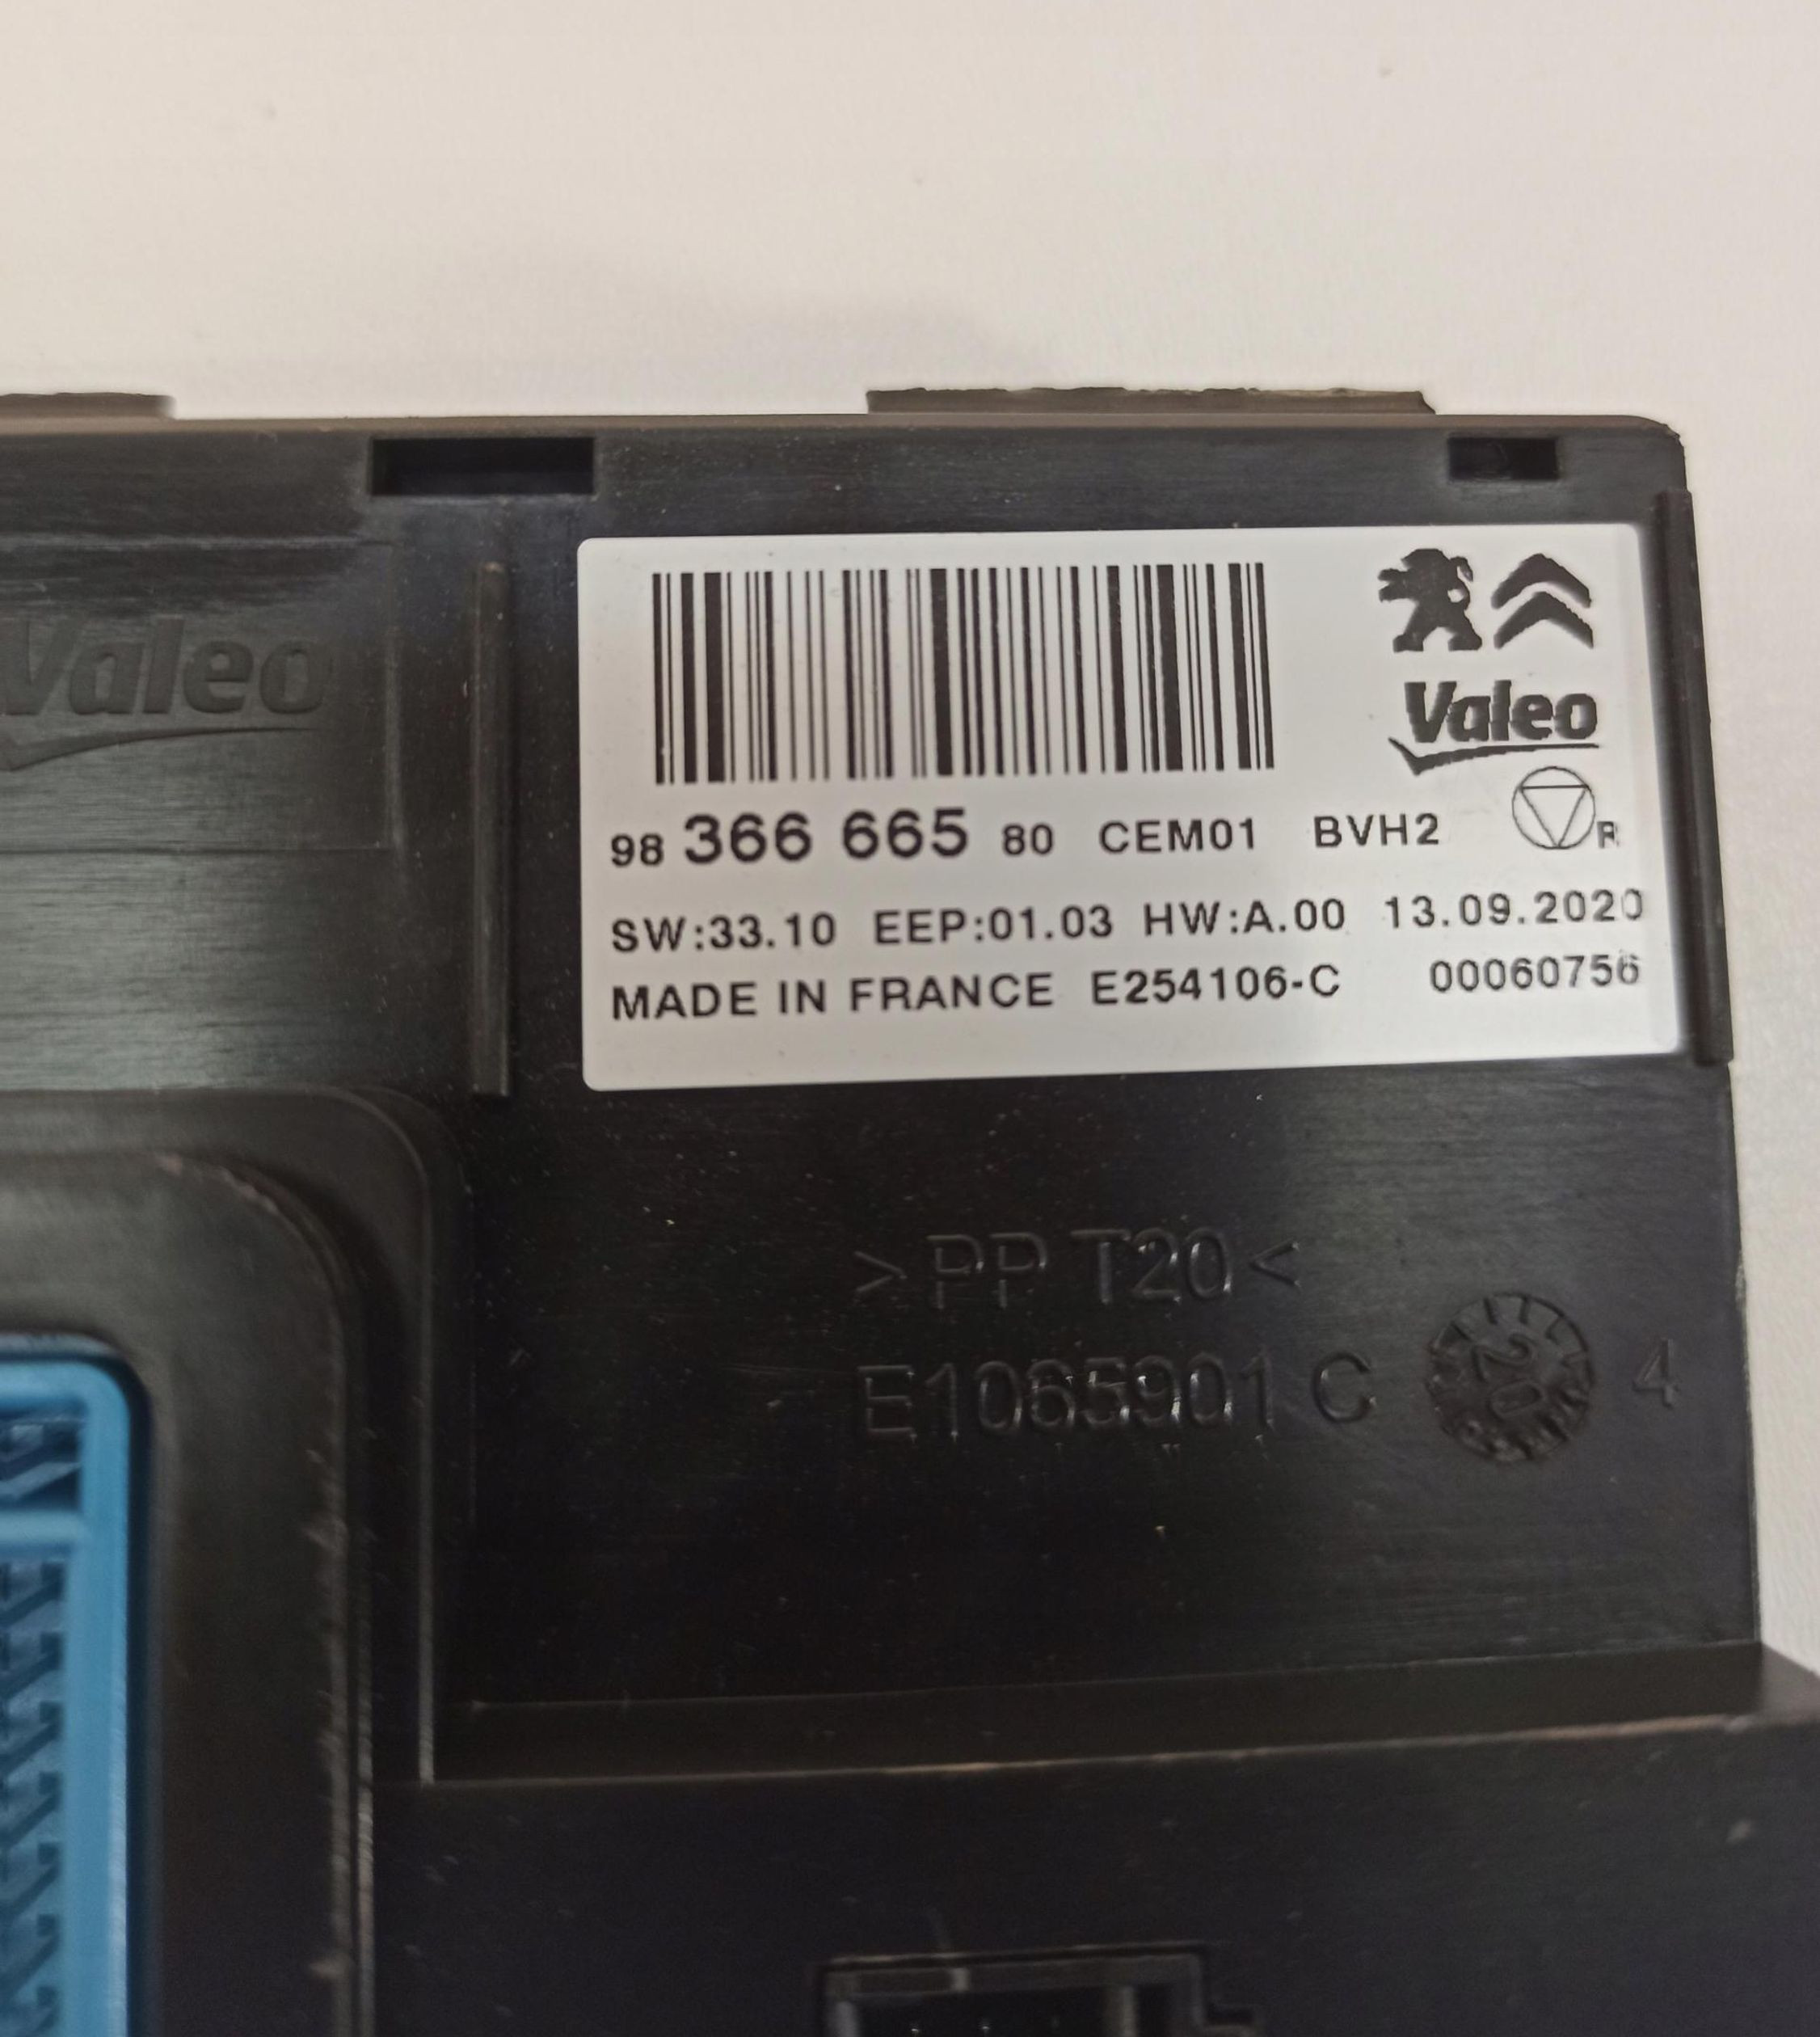 Valeo
Valeo
98 366 665 80 CEM01 BVH2 R
SW:33.10 EEP:01.03 HW:A.00 13.09.2020
MADE IN FRANCE E254106-C 00060756
>PP T20<
E1065901 C 20 4